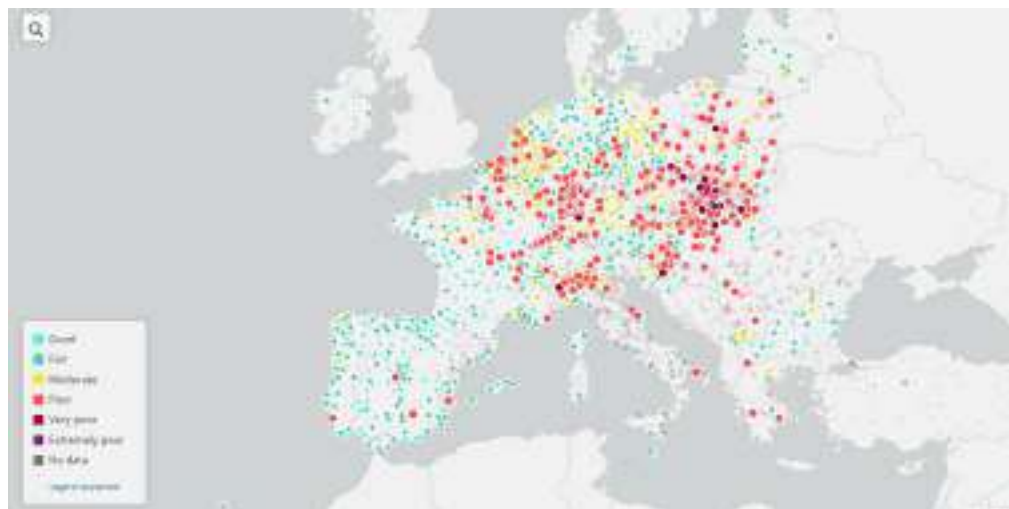 Good
Fair
Moderate
Poor
Very poor
Extremely poor
No data